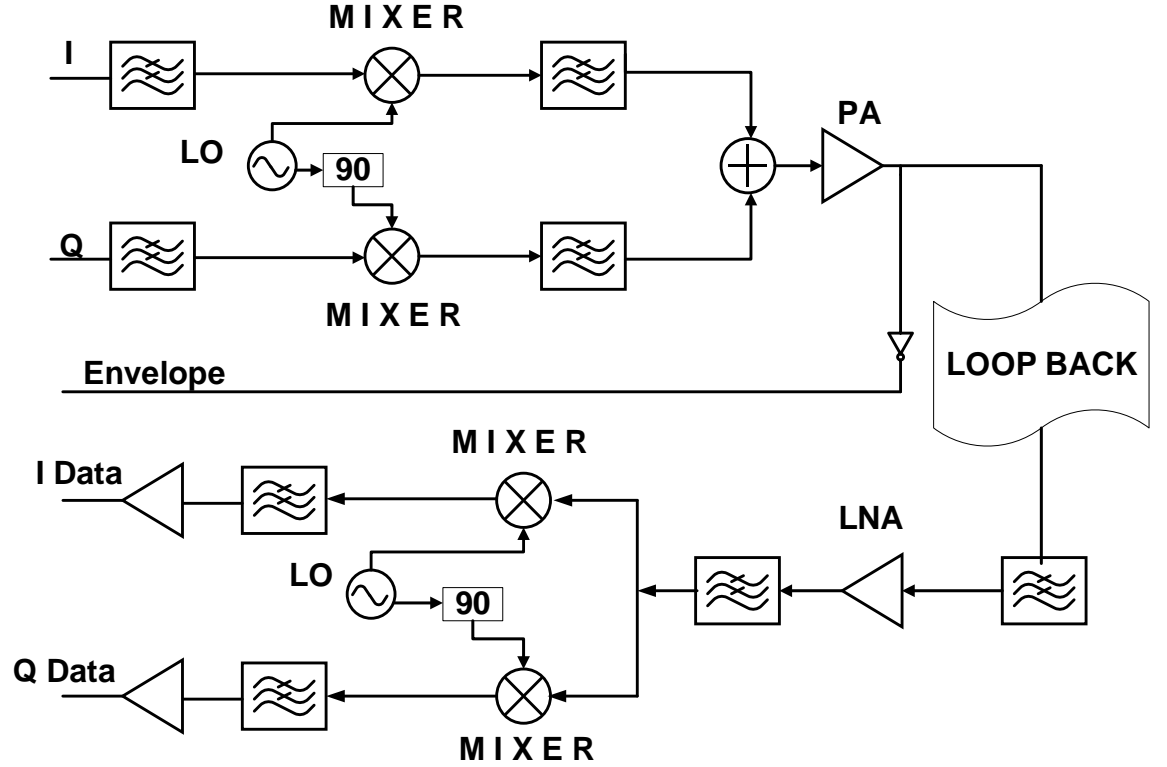 M I X E R
I
PA
LO
90
Q
M I X E R
LOOP BACK
Envelope
M I X E R
I Data
LNA
LO
90
Q Data
M I X E R